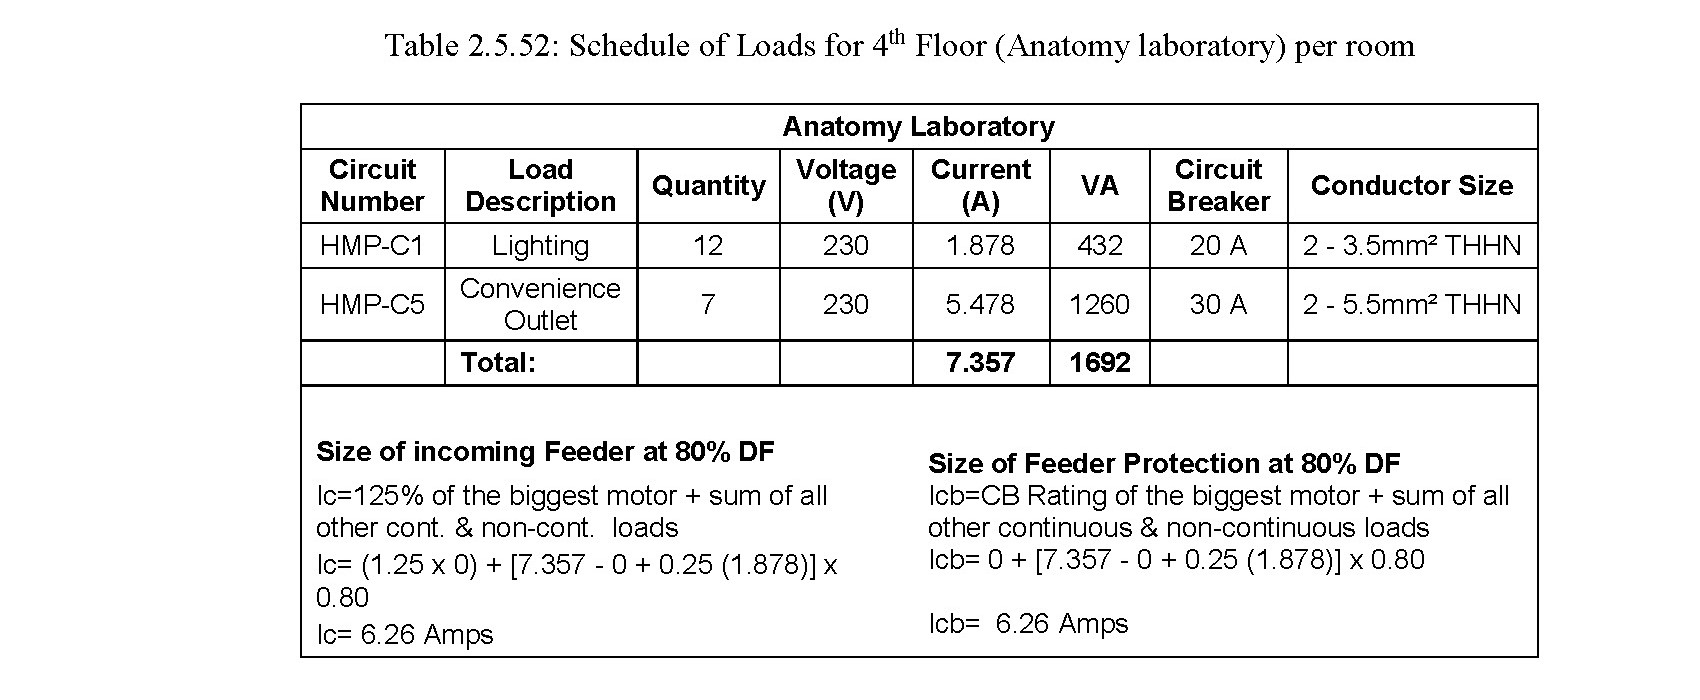 Table 2.5.52: Schedule of Loads for 4th Floor (Anatomy laboratory) per room
Anatomy Laboratory
Circuit Number Load Description Quantity Voltage (V) Current (A) VA Circuit Breaker Conductor Size
HMP-C1 Lighting 12 230 1.878 432 20 A 2 - 3.5mm² THHN
HMP-C5 Convenience Outlet 7 230 5.478 1260 30 A 2 - 5.5mm² THHN
Total: 7.357 1692
Size of incoming Feeder at 80% DF
Ic=125% of the biggest motor + sum of all
other cont. & non-cont. loads
Ic= (1.25 x 0) + [7.357 - 0 + 0.25 (1.878)] x
0.80
Ic= 6.26 Amps
Size of Feeder Protection at 80% DF
Icb=CB Rating of the biggest motor + sum of all
other continuous & non-continuous loads
Icb= 0 + [7.357 - 0 + 0.25 (1.878)] x 0.80
Icb= 6.26 Amps